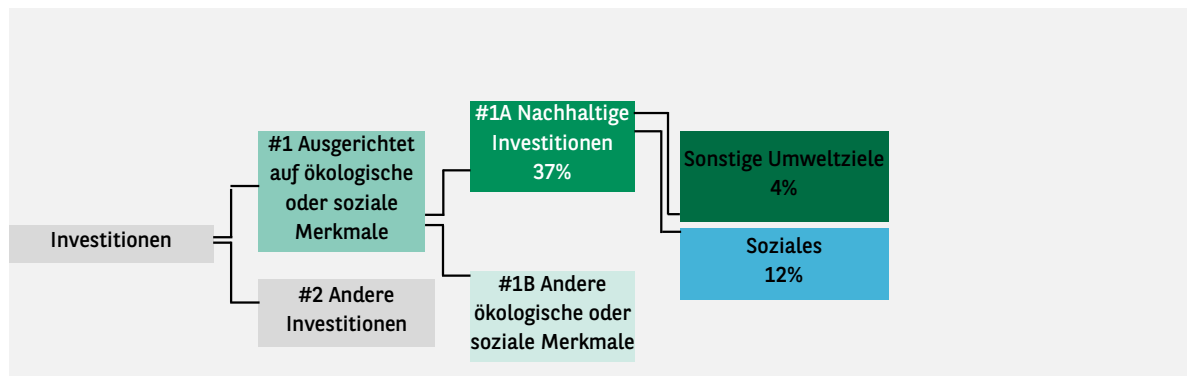 Investitionen
#1 Ausgerichtet
auf ökologische
oder soziale
Merkmale
#2 Andere
Investitionen
#1A Nachhaltige
Investitionen
37%
#1B Andere
ökologische oder
soziale Merkmale
Sonstige Umweltziele
4%
Soziales
12%